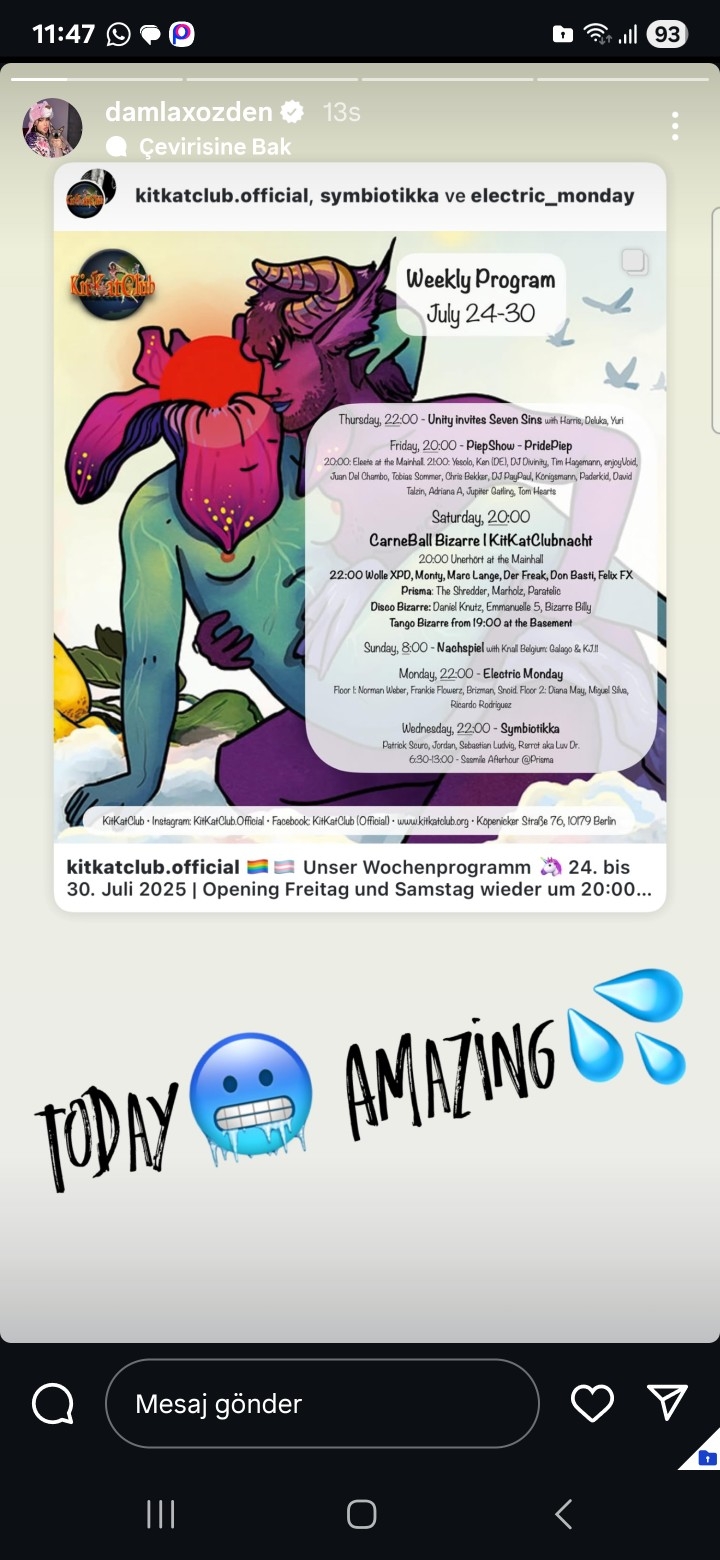 11:47
93
damlaxozden 13s
Çevirisine Bak
kitkatclub.official, symbiotikka ve electric_monday
KitKatClub
Weekly Program
July 24-30
Thursday, 22:00 - Unity invites Seven Sins with Harris, Deluka, Yuri
Friday, 20:00 - PiepShow - PridePiep
20:00: Eleete at the Mainhall. 21:00: Yesolo, Ken (DE), DJ Divinity, Tim Hagemann, enjoyVoid,
Juan Del Chambo, Tobias Sommer, Chris Bekker, DJ PayPaul, Königsmann, Paderkid, David
Talzin, Adriana A, Jupiter Gatling, Tom Hearts
Saturday, 20:00
CarneBall Bizarre | KitKatClubnacht
20:00 Unerhört at the Mainhall
22:00 Wolle XPD, Monty, Marc Lange, Der Freak, Don Basti, Felix FX
Prisma: The Shredder, Marholz, Paratelic
Disco Bizarre: Daniel Knutz, Emmanuelle 5, Bizarre Billy
Tango Bizarre from 19:00 at the Basement
Sunday, 8:00 - Nachspiel with Knall Belgium: Galago & KJ!!
Monday, 22:00 - Electric Monday
Floor 1: Norman Weber, Frankie Flowerz, Brizman, Snoid. Floor 2: Diana May, Miguel Silva,
Ricardo Rodriguez
Wednesday, 22:00 - Symbiotikka
Patrick Scuro, Jordan, Sebastian Ludvig, Rørrot aka Luv Dr.
6:30-13:00 - Sasmile Afterhour @Prisma
KitKatClub • Instagram: KitKatClub.Official • Facebook: KitKatClub (Official) • www.kitkatclub.org • Köpenicker Straße 76, 10179 Berlin
kitkatclub.official 🏳️‍🌈 🏳️‍⚧️ Unser Wochenprogramm 🦄 24. bis
30. Juli 2025 | Opening Freitag und Samstag wieder um 20:00...
TODAY 🥶 AMAZİNG 💦
Mesaj gönder